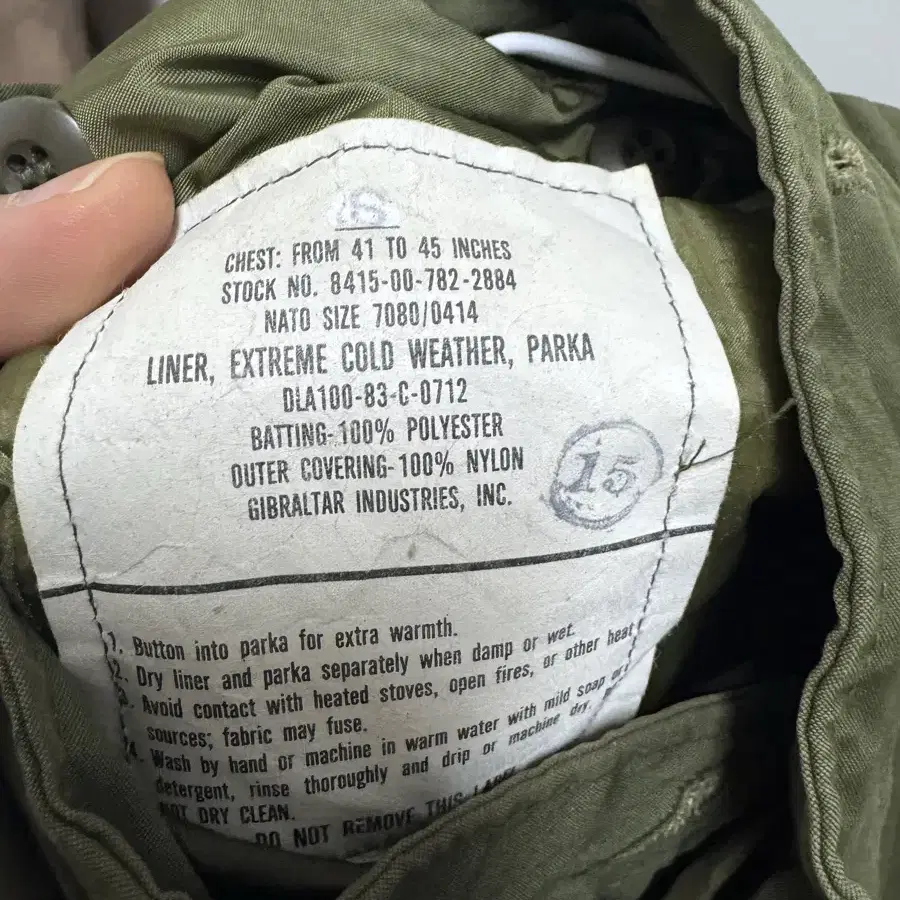 CHEST: FROM 41 TO 45 INCHES
STOCK NO. 8415-00-782-2884
NATO SIZE 7080/0414
LINER, EXTREME COLD WEATHER, PARKA
DLA100-83-C-0712
BATTING-100% POLYESTER
OUTER COVERING-100% NYLON
GIBRALTAR INDUSTRIES, INC.
15
1. Button into parka for extra warmth.
2. Dry liner and parka separately when damp or wet.
3. Avoid contact with heated stoves, open fires, or other heat
sources; fabric may fuse.
4. Wash by hand or machine in warm water with mild soap or
detergent, rinse thoroughly and drip or machine dry.
NOT DRY CLEAN.
DO NOT REMOVE THIS LABEL